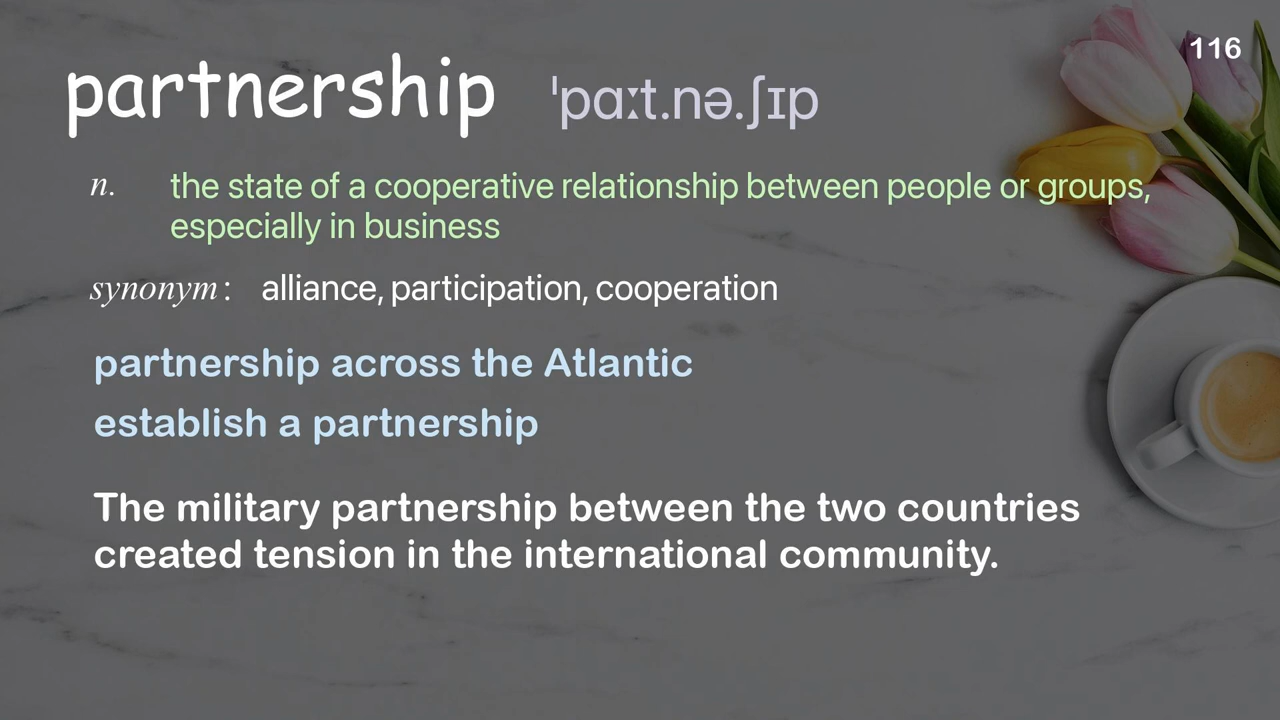 116
partnership ˈpɑːt.nə.ʃɪp
n. the state of a cooperative relationship between people or groups,
especially in business
synonym: alliance, participation, cooperation
partnership across the Atlantic
establish a partnership
The military partnership between the two countries
created tension in the international community.